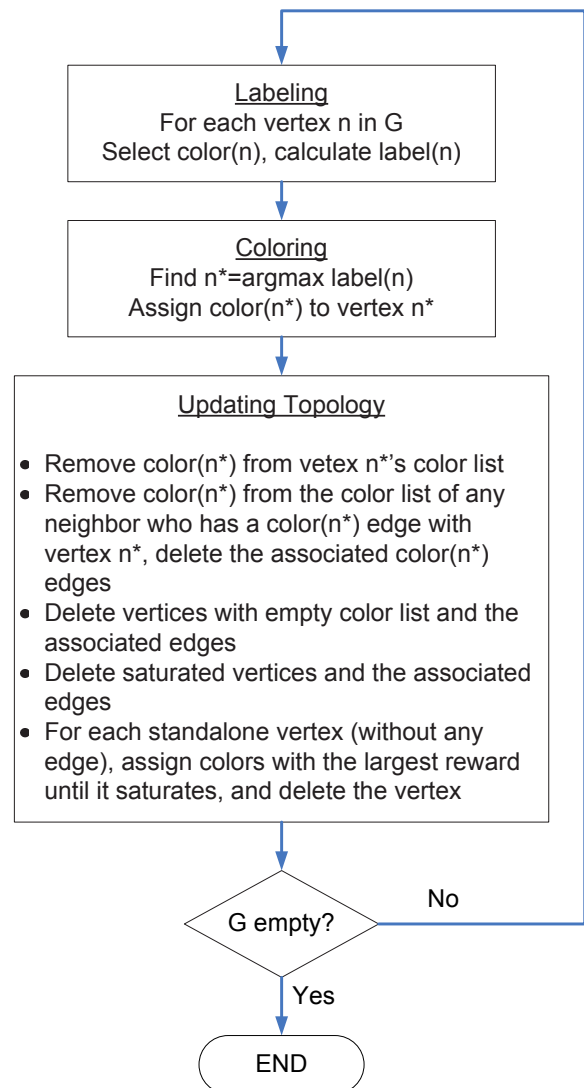 Labeling
For each vertex n in G
Select color(n), calculate label(n)
Coloring
Find n*=argmax label(n)
Assign color(n*) to vertex n*
Updating Topology
• Remove color(n*) from vetex n*'s color list
• Remove color(n*) from the color list of any
neighbor who has a color(n*) edge with
vertex n*, delete the associated color(n*)
edges
• Delete vertices with empty color list and the
associated edges
• Delete saturated vertices and the associated
edges
• For each standalone vertex (without any
edge), assign colors with the largest reward
until it saturates, and delete the vertex
G empty?
No
Yes
END